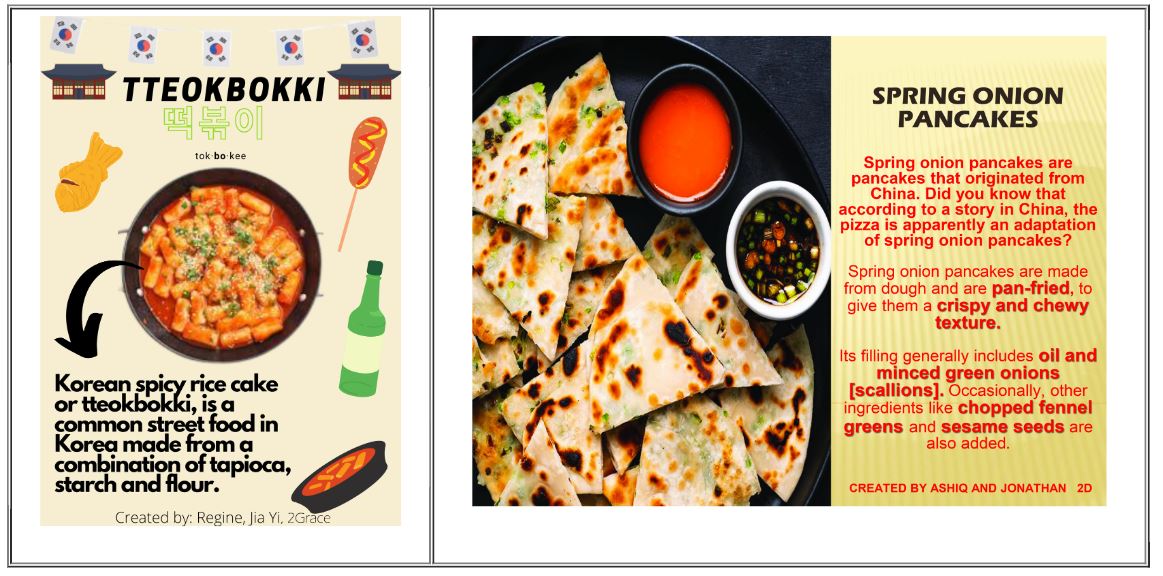 TTEOKBOKKI
떡볶이
tok·bo·kee
Korean spicy rice cake
or tteokbokki, is a
common street food in
Korea made from a
combination of tapioca,
starch and flour.
Created by: Regine, Jia Yi, 2Grace
SPRING ONION
PANCAKES
Spring onion pancakes are
pancakes that originated from
China. Did you know that
according to a story in China, the
pizza is apparently an adaptation
of spring onion pancakes?
Spring onion pancakes are made
from dough and are pan-fried, to
give them a crispy and chewy
texture.
Its filling generally includes oil and
minced green onions
[scallions]. Occasionally, other
ingredients like chopped fennel
greens and sesame seeds are
also added.
CREATED BY ASHIQ AND JONATHAN 2D